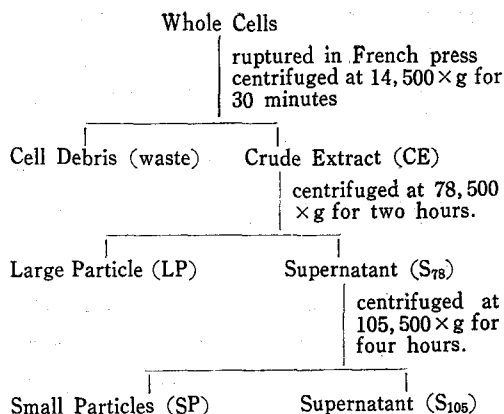 Whole Cells
ruptured in French press
centrifuged at 14,500×g for
30 minutes
Cell Debris (waste) Crude Extract (CE)
centrifuged at 78,500
×g for two hours.
Large Particle (LP) Supernatant (S₇₈)
centrifuged at
105,500×g for
four hours.
Small Particles (SP) Supernatant (S₁₀₅)